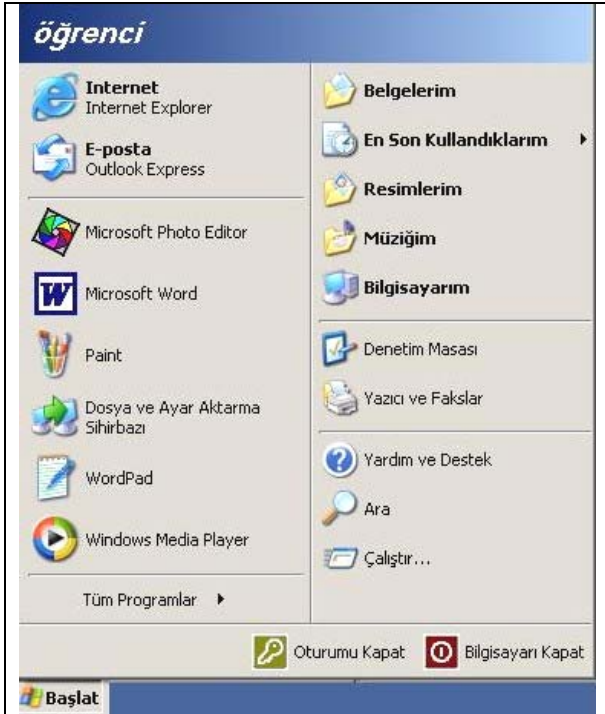 öğrenci
Internet
Internet Explorer
E-posta
Outlook Express
Microsoft Photo Editor
Microsoft Word
Paint
Dosya ve Ayar Aktarma
Sihirbazı
WordPad
Windows Media Player
Tüm Programlar
Belgelerim
En Son Kullandıklarım
Resimlerim
Müziğim
Bilgisayarım
Denetim Masası
Yazıcı ve Fakslar
Yardım ve Destek
Ara
Çalıştır...
Oturumu Kapat
Bilgisayarı Kapat
Başlat